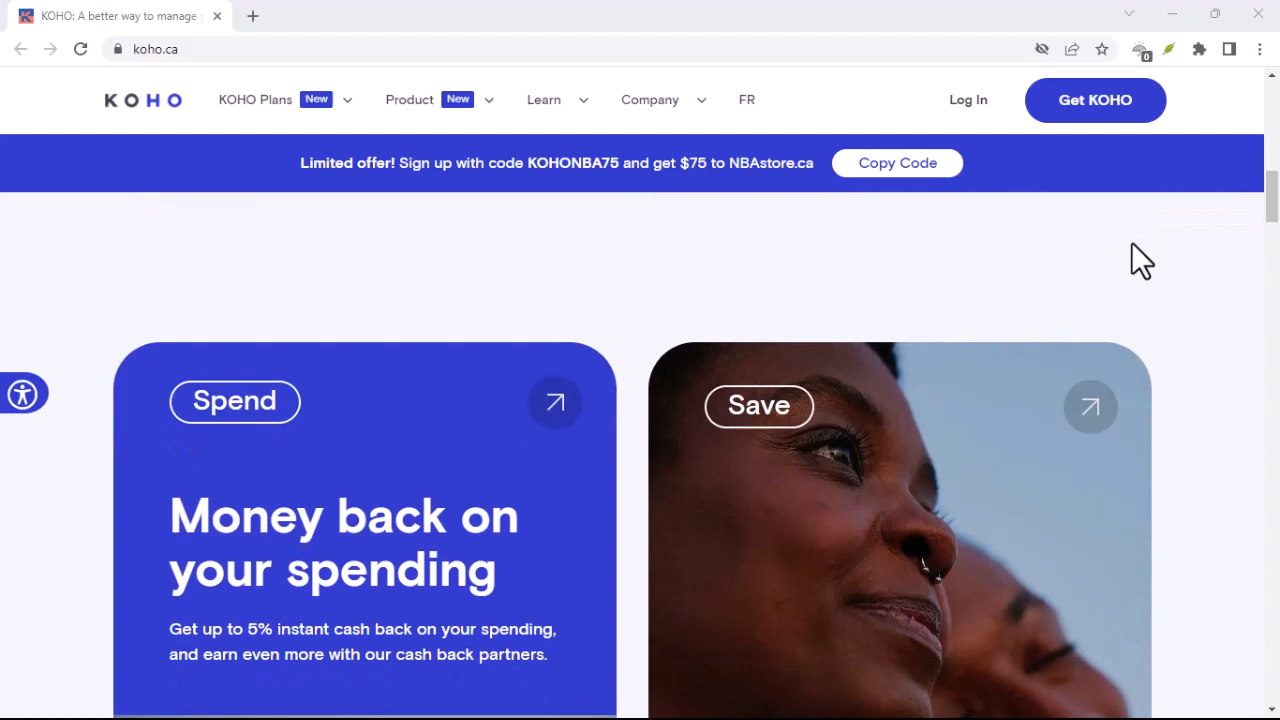 KOHO: A better way to manage
koho.ca
0
KOHO KOHO Plans New Product New Learn Company FR Log In Get KOHO
Limited offer! Sign up with code KOHONBA75 and get $75 to NBAstore.ca Copy Code
Spend
Save
Money back on
your spending
Get up to 5% instant cash back on your spending,
and earn even more with our cash back partners.